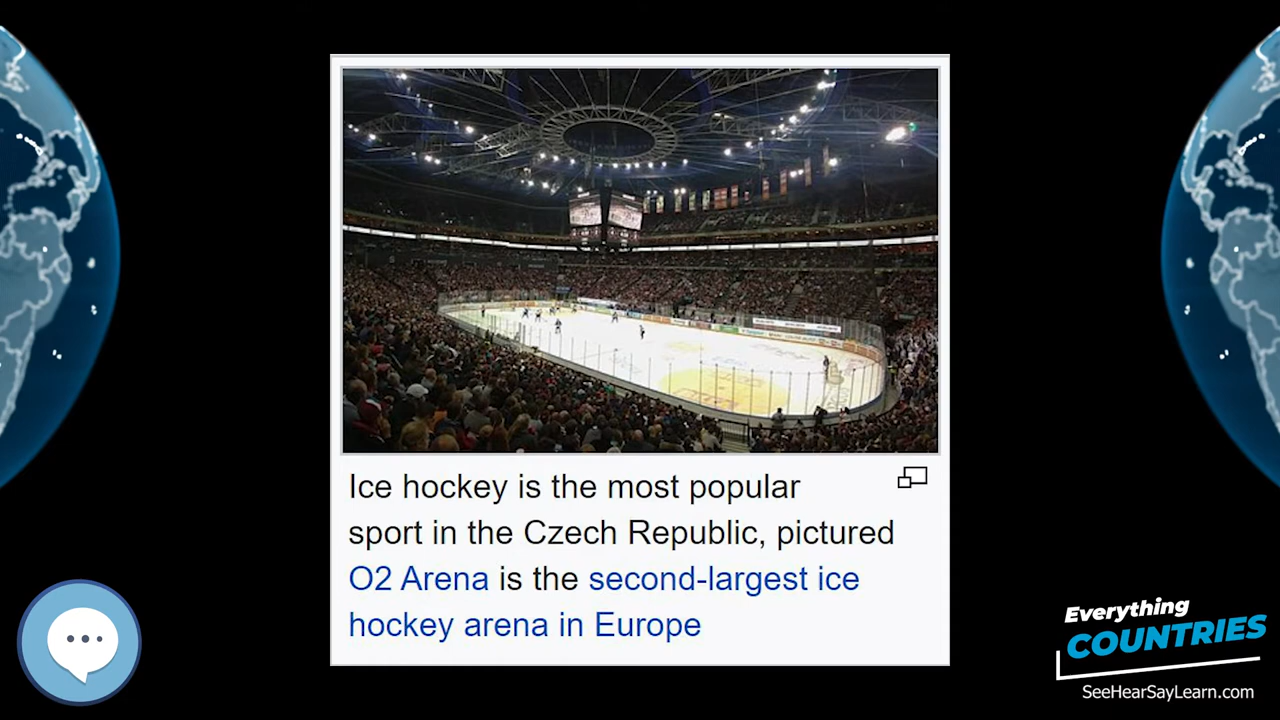 Ice hockey is the most popular
sport in the Czech Republic, pictured
O2 Arena is the second-largest ice
hockey arena in Europe
Everything
COUNTRIES
SeeHearSayLearn.com